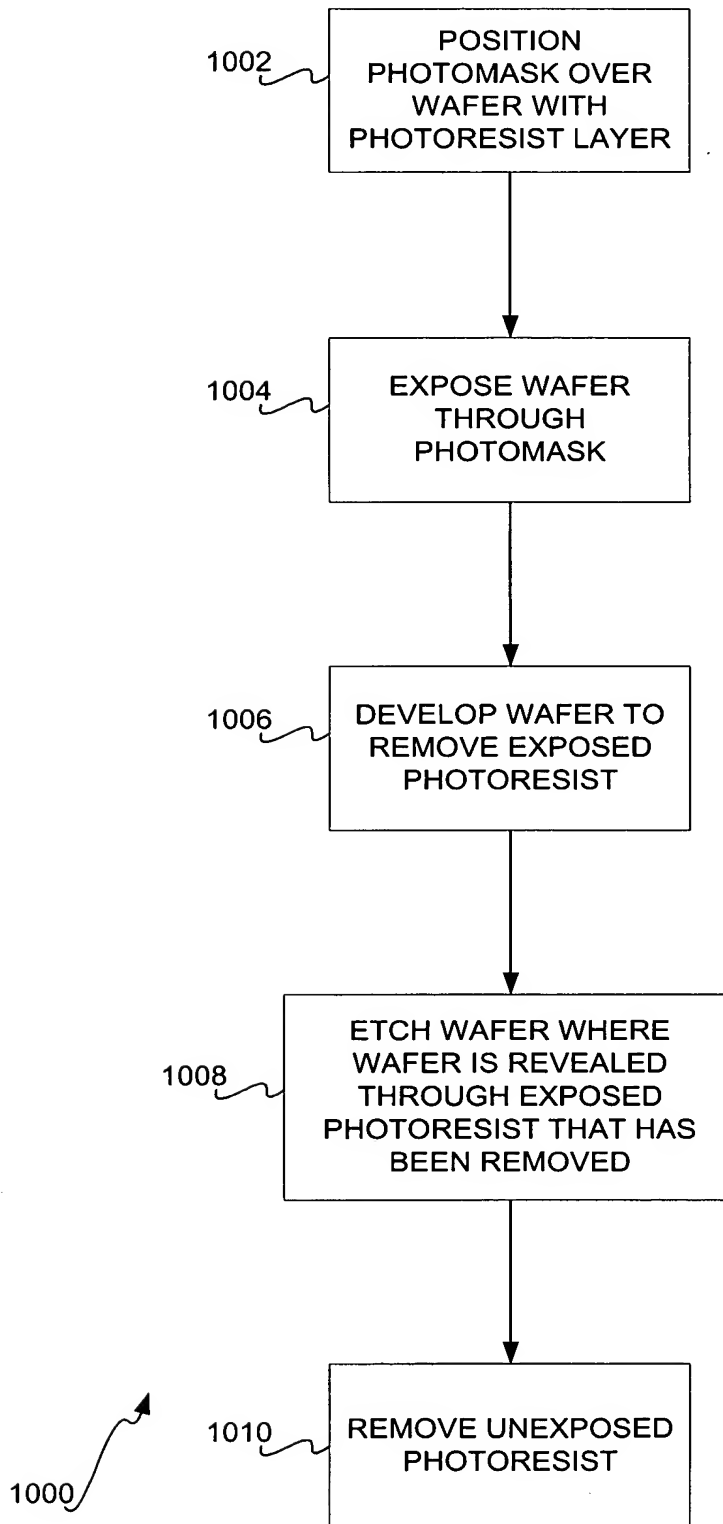 1002
POSITION
PHOTOMASK OVER
WAFER WITH
PHOTORESIST LAYER
1004
EXPOSE WAFER
THROUGH
PHOTOMASK
1006
DEVELOP WAFER TO
REMOVE EXPOSED
PHOTORESIST
1008
ETCH WAFER WHERE
WAFER IS REVEALED
THROUGH EXPOSED
PHOTORESIST THAT HAS
BEEN REMOVED
1010
REMOVE UNEXPOSED
PHOTORESIST
1000